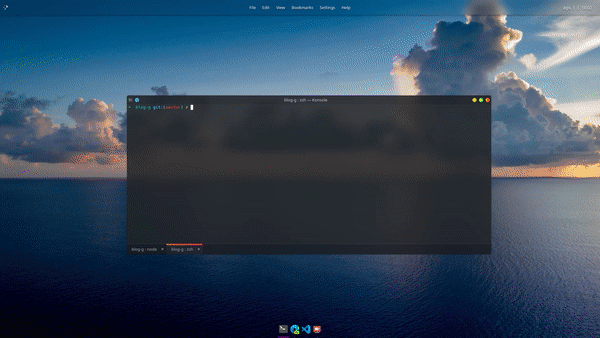 File Edit View Bookmarks Settings Help
blog-g : zsh — Konsole
blog-g git:(master) ✗
blog-g : node
blog-g : zsh